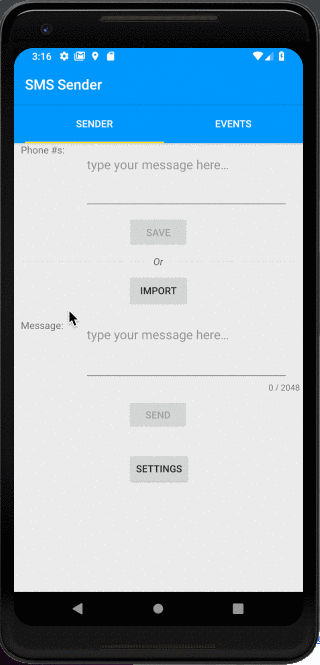 3:16
SMS Sender
SENDER EVENTS
Phone #s:
type your message here...
SAVE
Or
IMPORT
Message:
type your message here...
0 / 2048
SEND
SETTINGS